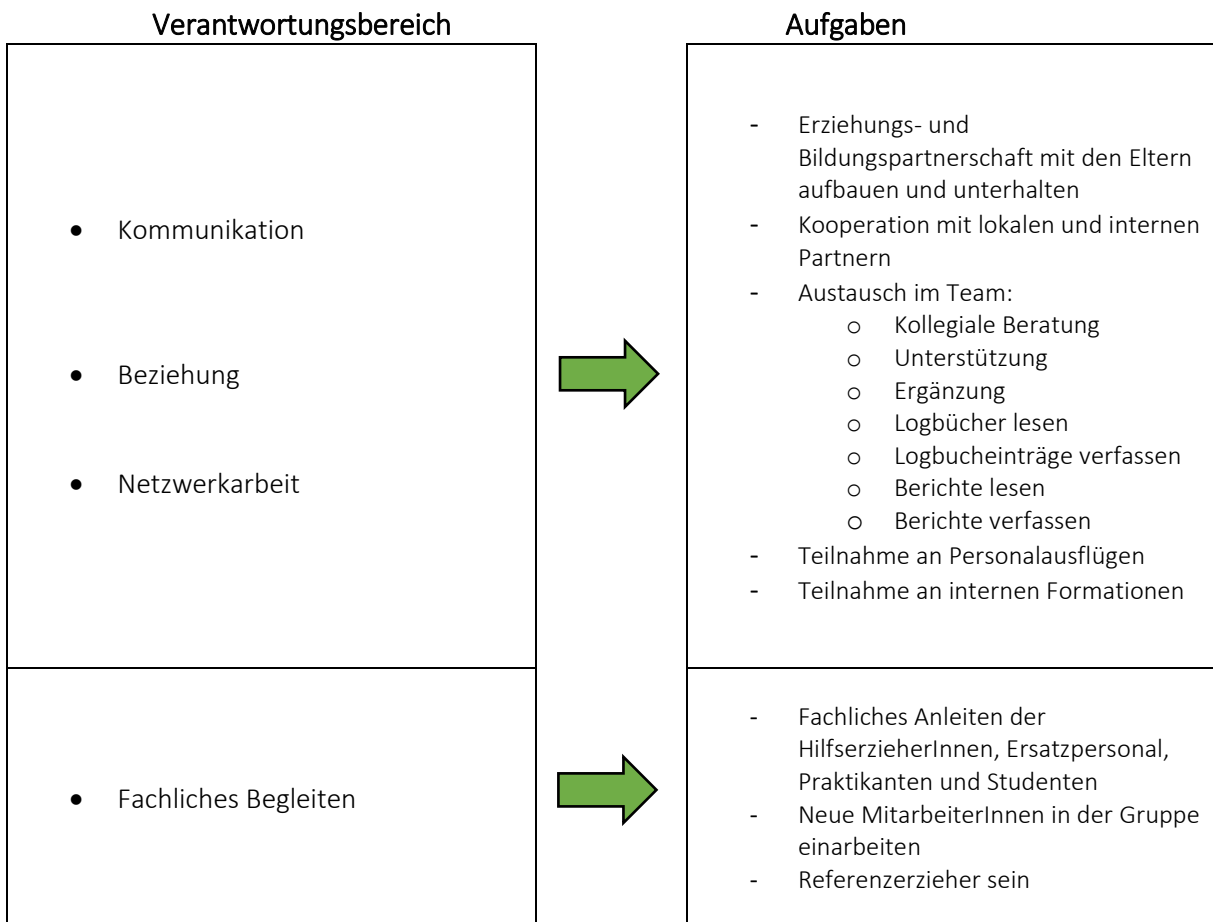 Verantwortungsbereich
Aufgaben
• Kommunikation
• Beziehung
• Netzwerkarbeit
- Erziehungs- und
Bildungspartnerschaft mit den Eltern
aufbauen und unterhalten
- Kooperation mit lokalen und internen
Partnern
- Austausch im Team:
o Kollegiale Beratung
o Unterstützung
o Ergänzung
o Logbücher lesen
o Logbucheinträge verfassen
o Berichte lesen
o Berichte verfassen
- Teilnahme an Personalausflügen
- Teilnahme an internen Formationen
• Fachliches Begleiten
- Fachliches Anleiten der
HilfserzieherInnen, Ersatzpersonal,
Praktikanten und Studenten
- Neue MitarbeiterInnen in der Gruppe
einarbeiten
- Referenzerzieher sein